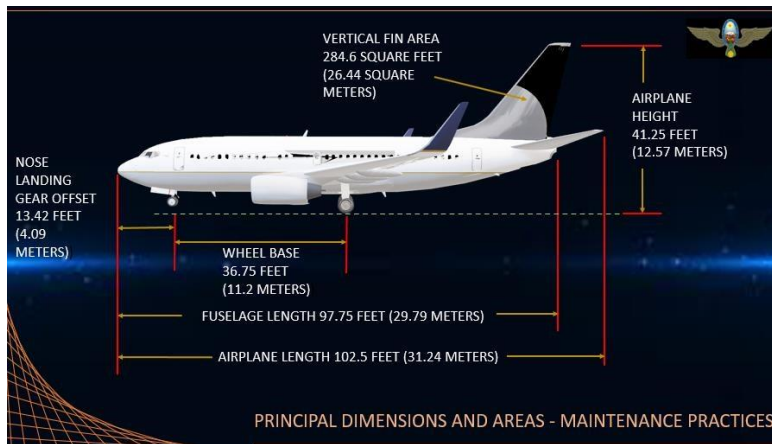 VERTICAL FIN AREA
284.6 SQUARE FEET
(26.44 SQUARE
METERS)
AIRPLANE
HEIGHT
41.25 FEET
(12.57 METERS)
NOSE
LANDING
GEAR OFFSET
13.42 FEET
(4.09
METERS)
WHEEL BASE
36.75 FEET
(11.2 METERS)
FUSELAGE LENGTH 97.75 FEET (29.79 METERS)
AIRPLANE LENGTH 102.5 FEET (31.24 METERS)
PRINCIPAL DIMENSIONS AND AREAS - MAINTENANCE PRACTICES